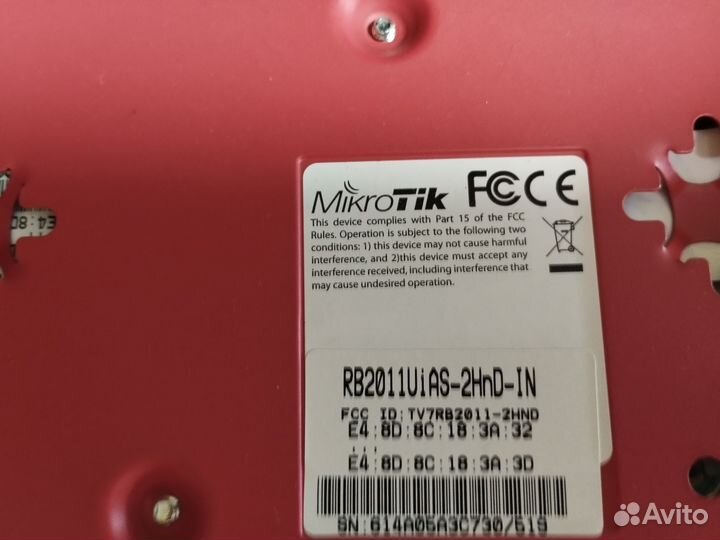 MikroTik FC CE
This device complies with Part 15 of the FCC
Rules. Operation is subject to the following two
conditions: 1) this device may not cause harmful
interference, and 2)this device must accept any
interference received, including interference that
may cause undesired operation.
E4:8D
RB2011UiAS-2HnD-IN
FCC ID:TV7RB2011-2HND
E4:8D:8C:18:3A:32
...
E4:8D:8C:18:3A:3D
SN:614A05A3C730/519
Avito